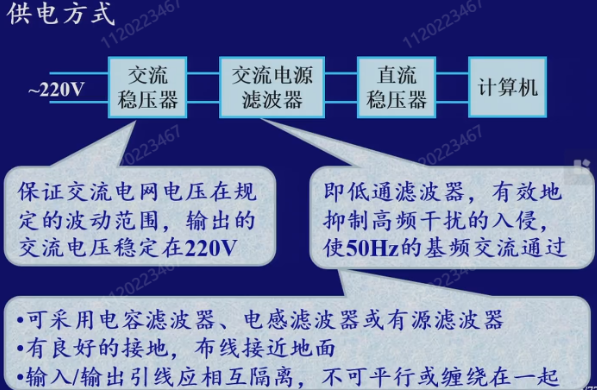 供电方式
1120223467
1120223467
~220V
交流
稳压器
交流电源
滤波器
直流
稳压器
计算机
保证交流电网电压在规
定的波动范围，输出的
交流电压稳定在220V
即低通滤波器，有效地
抑制高频干扰的入侵，
使50Hz的基频交流通过
•可采用电容滤波器、电感滤波器或有源滤波器
•有良好的接地，布线接近地面
•输入/输出引线应相互隔离，不可平行或缠绕在一起